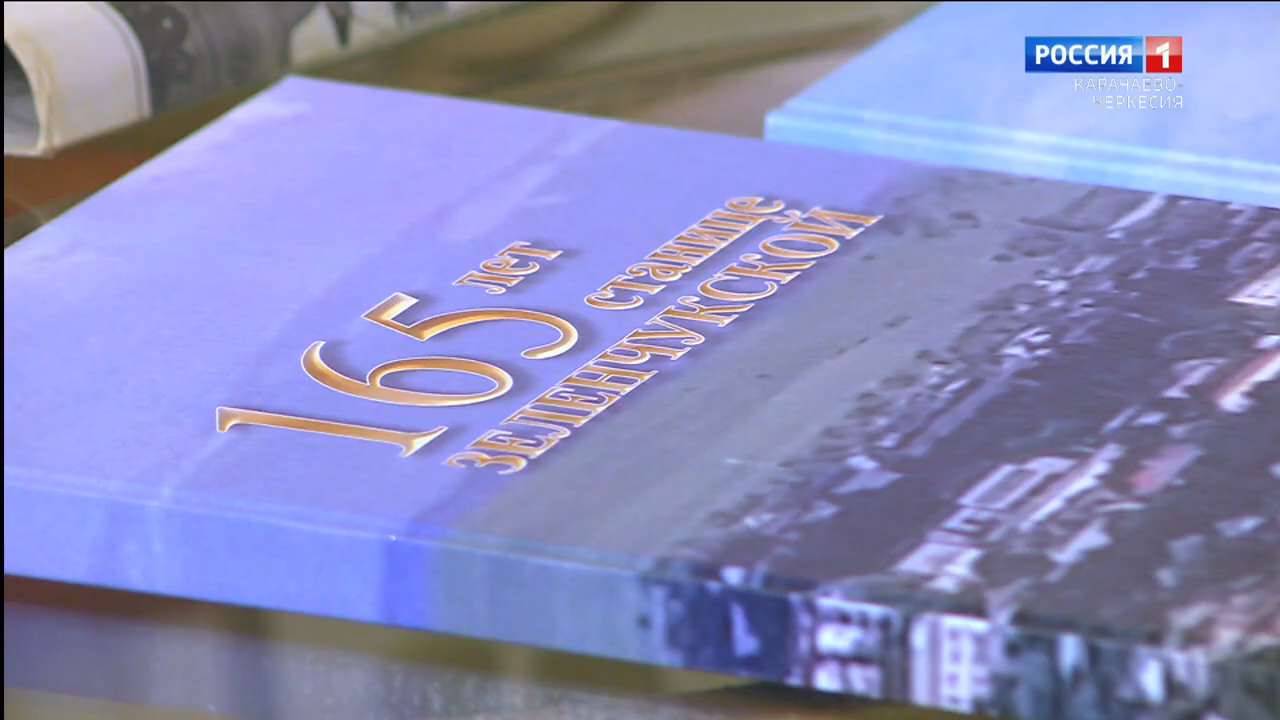 РОССИЯ 1
КАРАЧАЕВО-
ЧЕРКЕСИЯ
165 лет
станице
ЗЕЛЕНЧУКСКОЙ